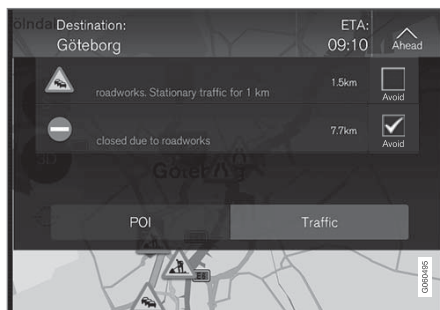 Destination:
Göteborg
ETA:
09:10
Ahead
roadworks. Stationary traffic for 1 km
1.5km
Avoid
closed due to roadworks
7.7km
Avoid
3D
POI
Traffic
G060495